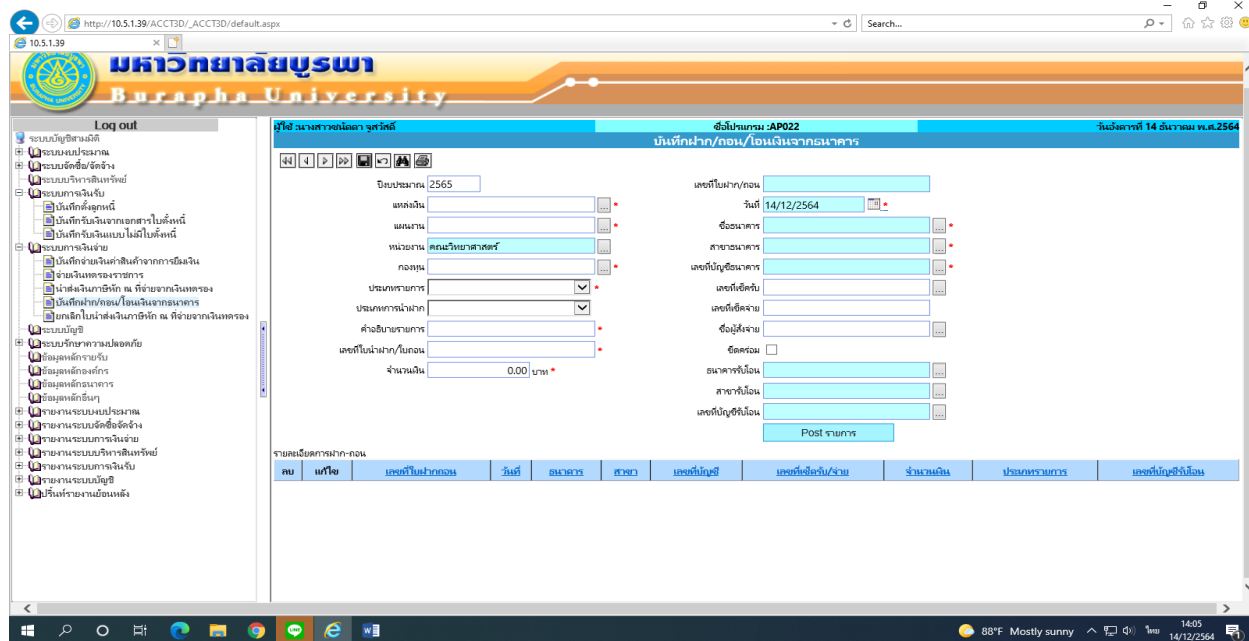 http://10.5.1.39/ACCT3D/_ACCT3D/default.aspx
Search...
10.5.1.39
มหาวิทยาลัยบูรพา
Burapha University
Log out
ผู้ใช้ :นางสาวชนัดดา จูสวัสดิ์ ชื่อโปรแกรม :AP022 วันอังคารที่ 14 ธันวาคม พ.ศ.2564
บันทึกฝาก/ถอน/โอนเงินจากธนาคาร
ระบบบัญชีสามมิติ
ระบบงบประมาณ
ระบบจัดซื้อ/จัดจ้าง
ระบบบริหารสินทรัพย์
ระบบการเงินรับ
บันทึกตั้งลูกหนี้
บันทึกรับเงินจากเอกสารใบตั้งหนี้
บันทึกรับเงินแบบไม่มีใบตั้งหนี้
ระบบการเงินจ่าย
บันทึกจ่ายเงินค่าสินค้าจากการยืมเงิน
จ่ายเงินทดรองราชการ
นำส่งเงินภาษีหัก ณ ที่จ่ายจากเงินทดรอง
บันทึกฝาก/ถอน/โอนเงินจากธนาคาร
ยกเลิกใบนำส่งเงินภาษีหัก ณ ที่จ่ายจากเงินทดรอง
ระบบบัญชี
ระบบรักษาความปลอดภัย
ข้อมูลหลักรายรับ
ข้อมูลหลักองค์กร
ข้อมูลหลักธนาคาร
ข้อมูลหลักอื่นๆ
รายงานระบบงบประมาณ
รายงานระบบจัดซื้อจัดจ้าง
รายงานระบบการเงินจ่าย
รายงานระบบบริหารสินทรัพย์
รายงานระบบการเงินรับ
รายงานระบบบัญชี
ปริ้นท์รายงานย้อนหลัง
ปีงบประมาณ 2565 เลขที่ใบฝาก/ถอน
แหล่งเงิน ... * วันที่ 14/12/2564 *
แผนงาน ... * ชื่อธนาคาร ... *
หน่วยงาน คณะวิทยาศาสตร์ ... สาขาธนาคาร ... *
กองทุน ... * เลขที่บัญชีธนาคาร ... *
ประเภทรายการ * เลขที่เช็ครับ ...
ประเภทการนำฝาก เลขที่เช็คจ่าย
คำอธิบายรายการ * ชื่อผู้สั่งจ่าย ...
เลขที่ใบนำฝาก/ใบถอน * ขีดคร่อม
จำนวนเงิน 0.00 บาท * ธนาคารรับโอน ...
สาขารับโอน ...
เลขที่บัญชีรับโอน ...
Post รายการ
รายละเอียดการฝาก-ถอน
ลบ แก้ไข เลขที่ใบฝากถอน วันที่ ธนาคาร สาขา เลขที่บัญชี เลขที่เช็ครับ/จ่าย จำนวนเงิน ประเภทรายการ เลขที่บัญชีรับโอน
88°F Mostly sunny ไทย 14:05
14/12/2564